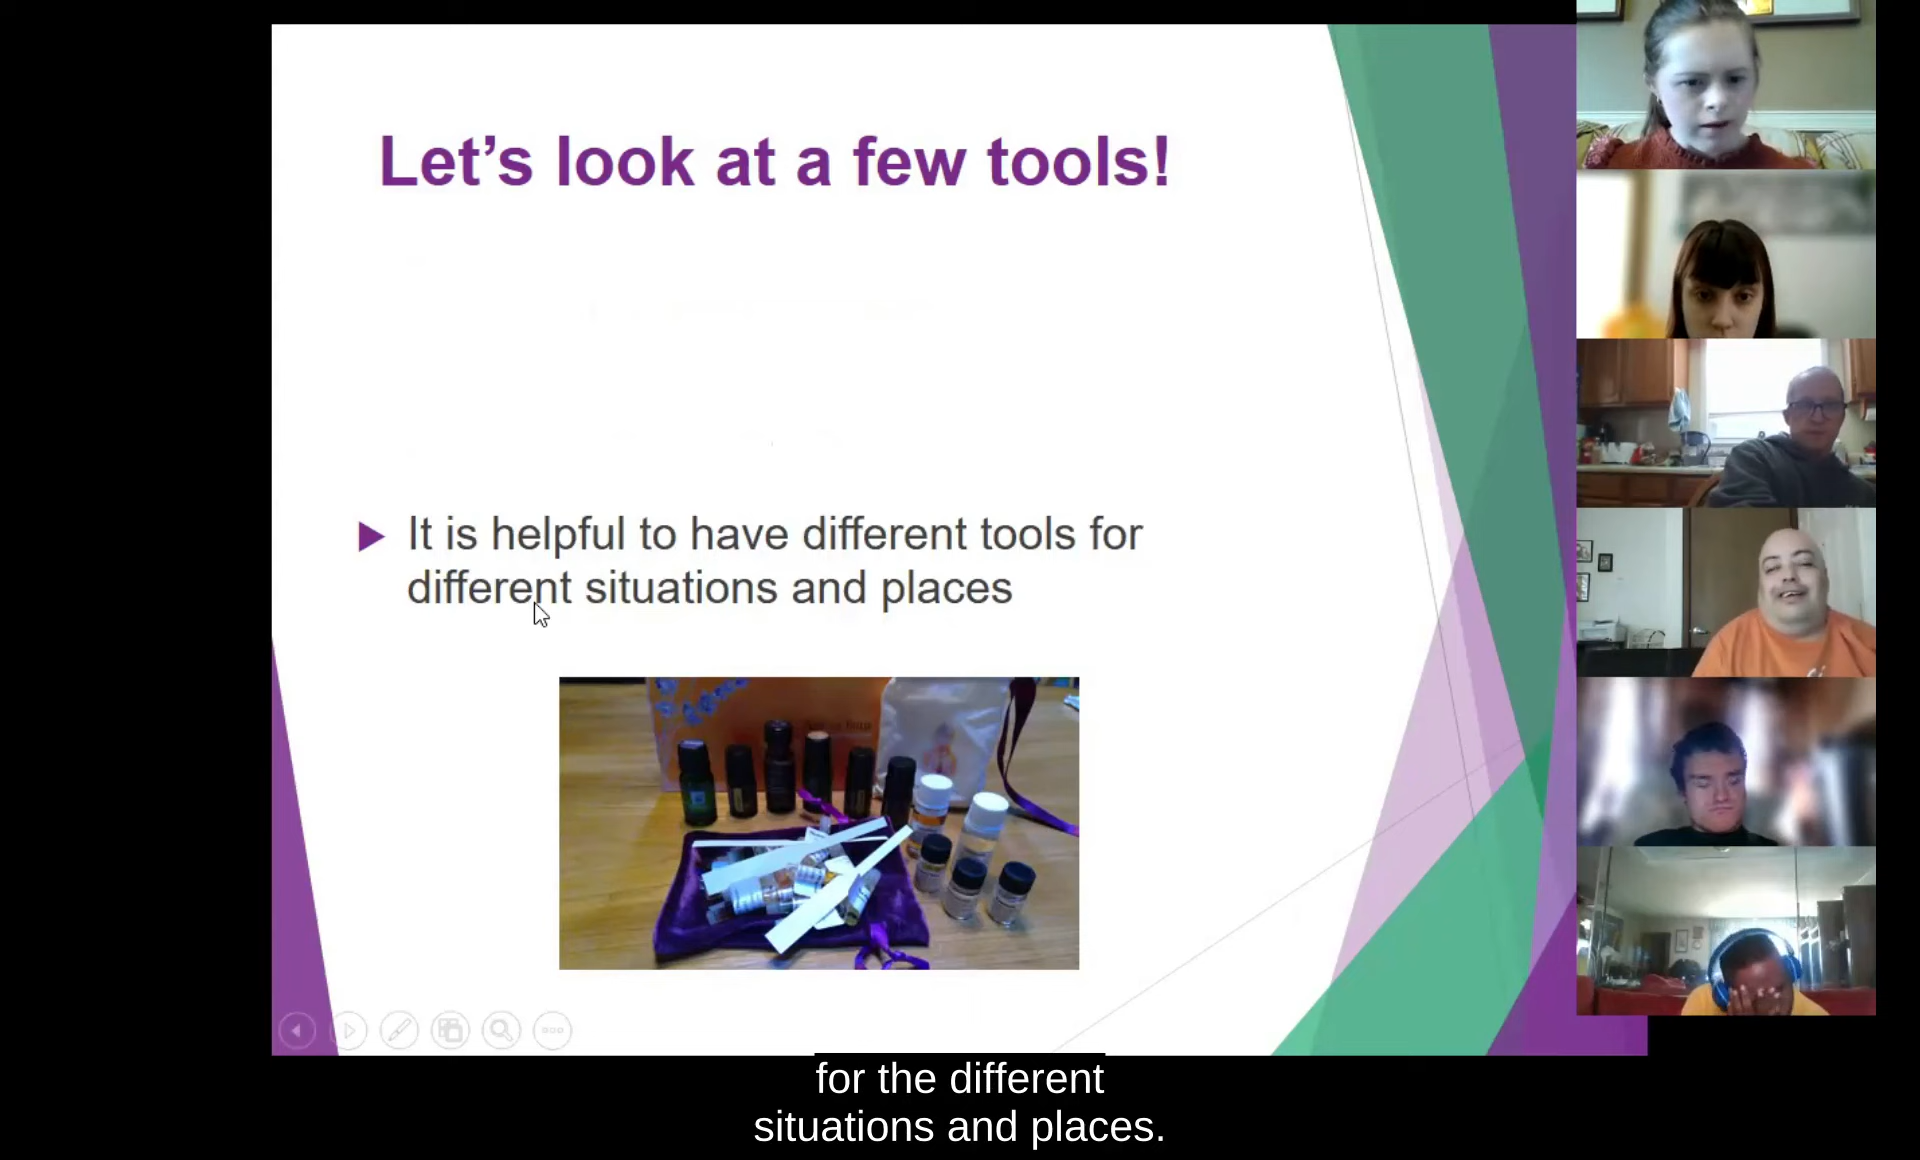 Let’s look at a few tools!
It is helpful to have different tools for
different situations and places
for the different
situations and places.